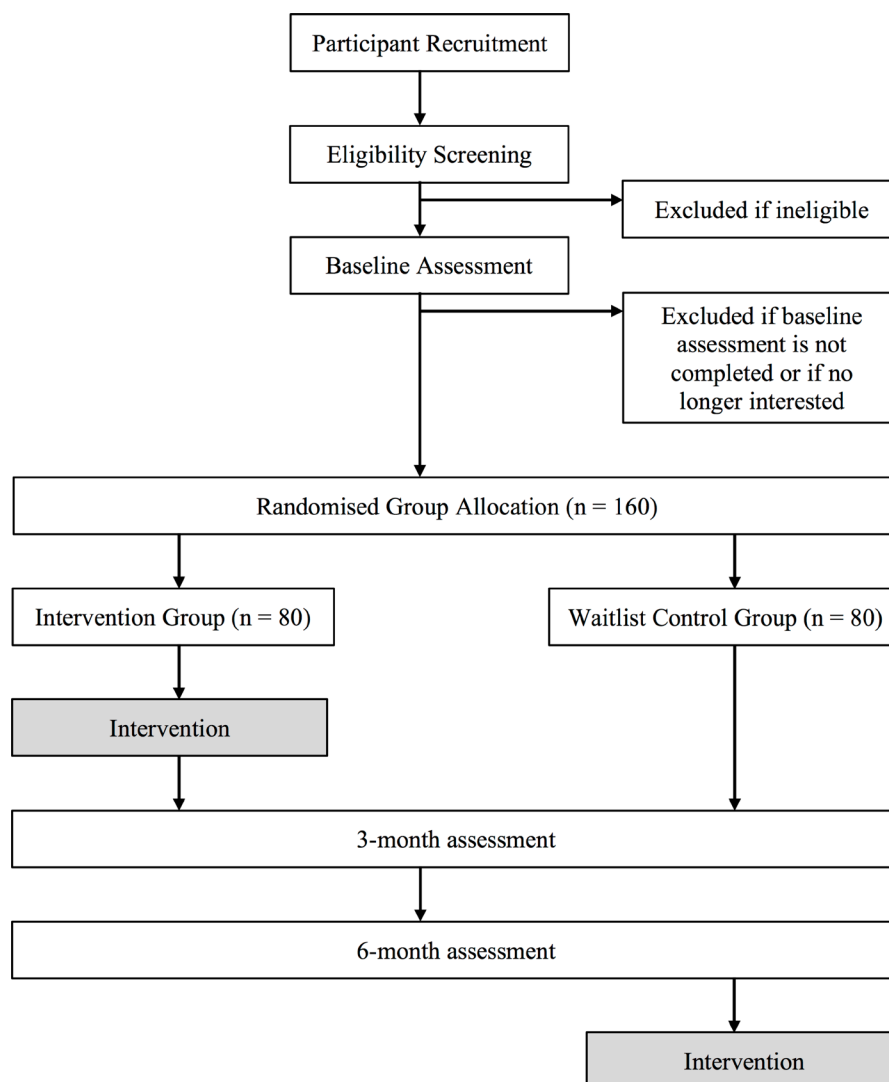 Participant Recruitment
Eligibility Screening
Excluded if ineligible
Baseline Assessment
Excluded if baseline
assessment is not
completed or if no
longer interested
Randomised Group Allocation (n = 160)
Intervention Group (n = 80)
Waitlist Control Group (n = 80)
Intervention
3-month assessment
6-month assessment
Intervention